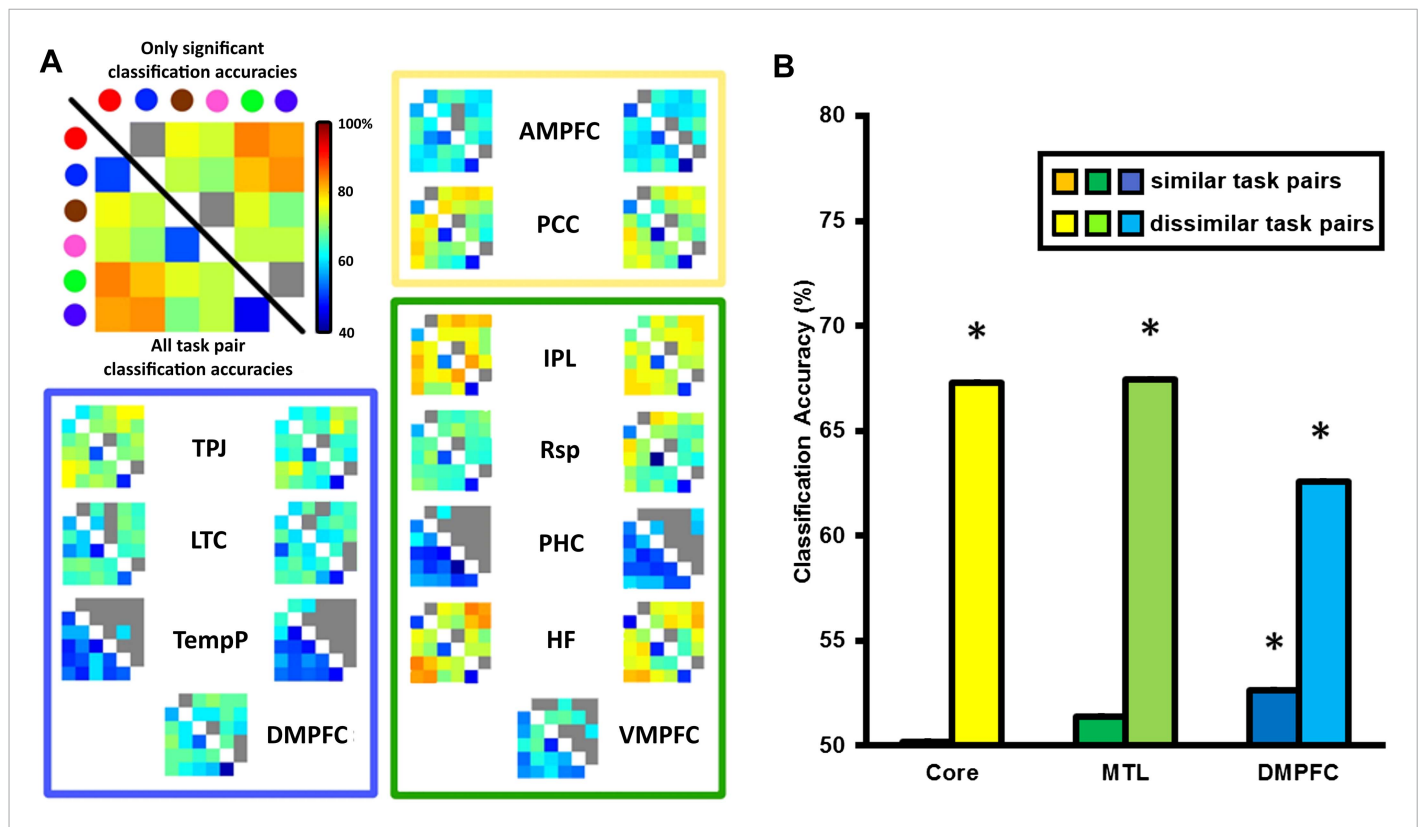 A
Only significant
classification accuracies
100%
80
60
40
All task pair
classification accuracies
AMPFC
PCC
IPL
Rsp
PHC
HF
VMPFC
TPJ
LTC
TempP
DMPFC
B
Classification Accuracy (%)
80
75
70
65
60
55
50
similar task pairs
dissimilar task pairs
*
*
*
*
Core
MTL
DMPFC